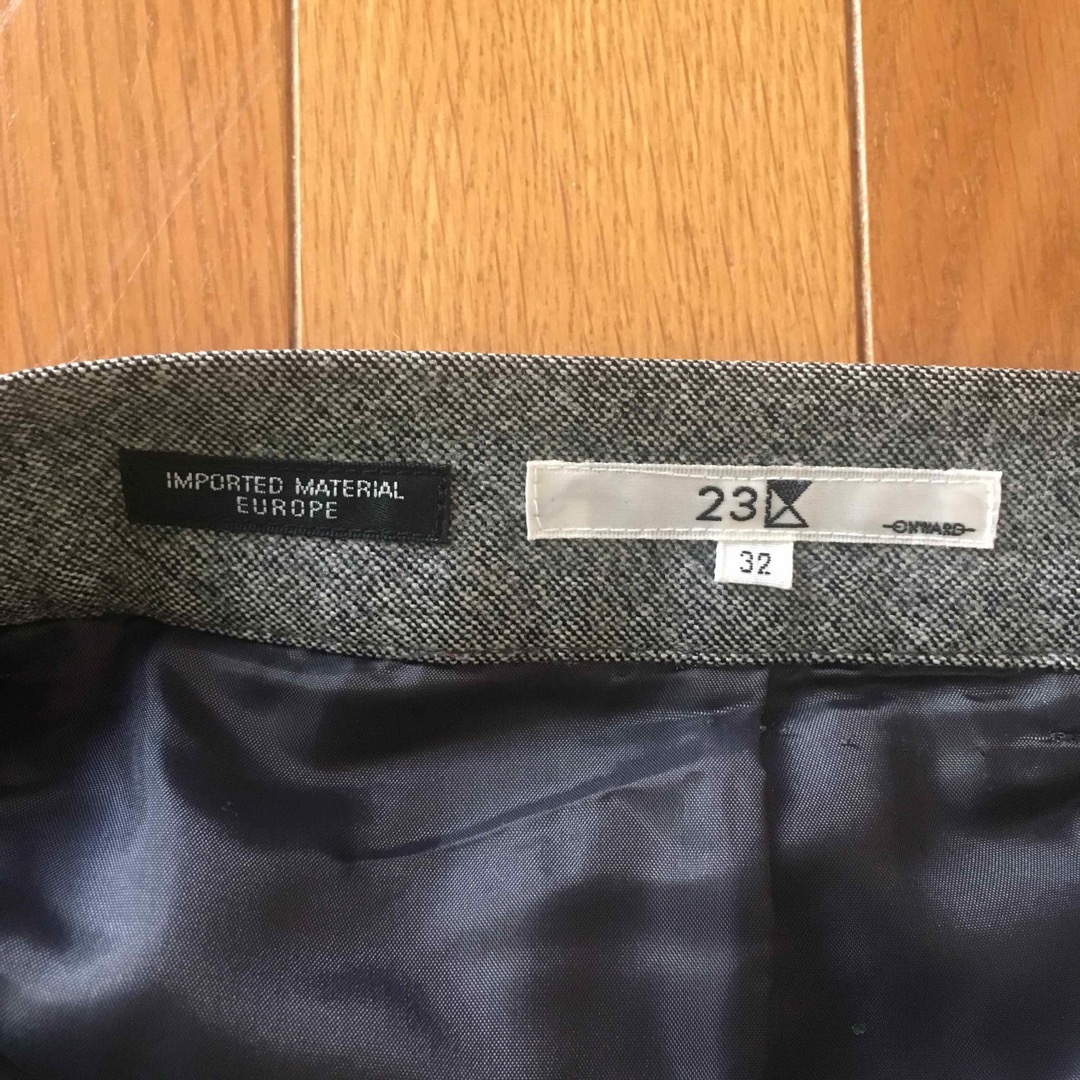 IMPORTED MATERIAL
EUROPE
23区
ONWARD
32